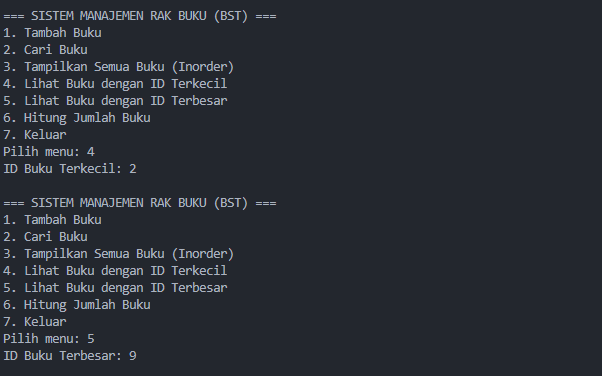 === SISTEM MANAJEMEN RAK BUKU (BST) ===
1. Tambah Buku
2. Cari Buku
3. Tampilkan Semua Buku (Inorder)
4. Lihat Buku dengan ID Terkecil
5. Lihat Buku dengan ID Terbesar
6. Hitung Jumlah Buku
7. Keluar
Pilih menu: 4
ID Buku Terkecil: 2

=== SISTEM MANAJEMEN RAK BUKU (BST) ===
1. Tambah Buku
2. Cari Buku
3. Tampilkan Semua Buku (Inorder)
4. Lihat Buku dengan ID Terkecil
5. Lihat Buku dengan ID Terbesar
6. Hitung Jumlah Buku
7. Keluar
Pilih menu: 5
ID Buku Terbesar: 9